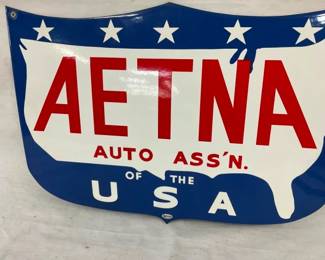 AETNA
AUTO ASS'N.
OF THE
USA